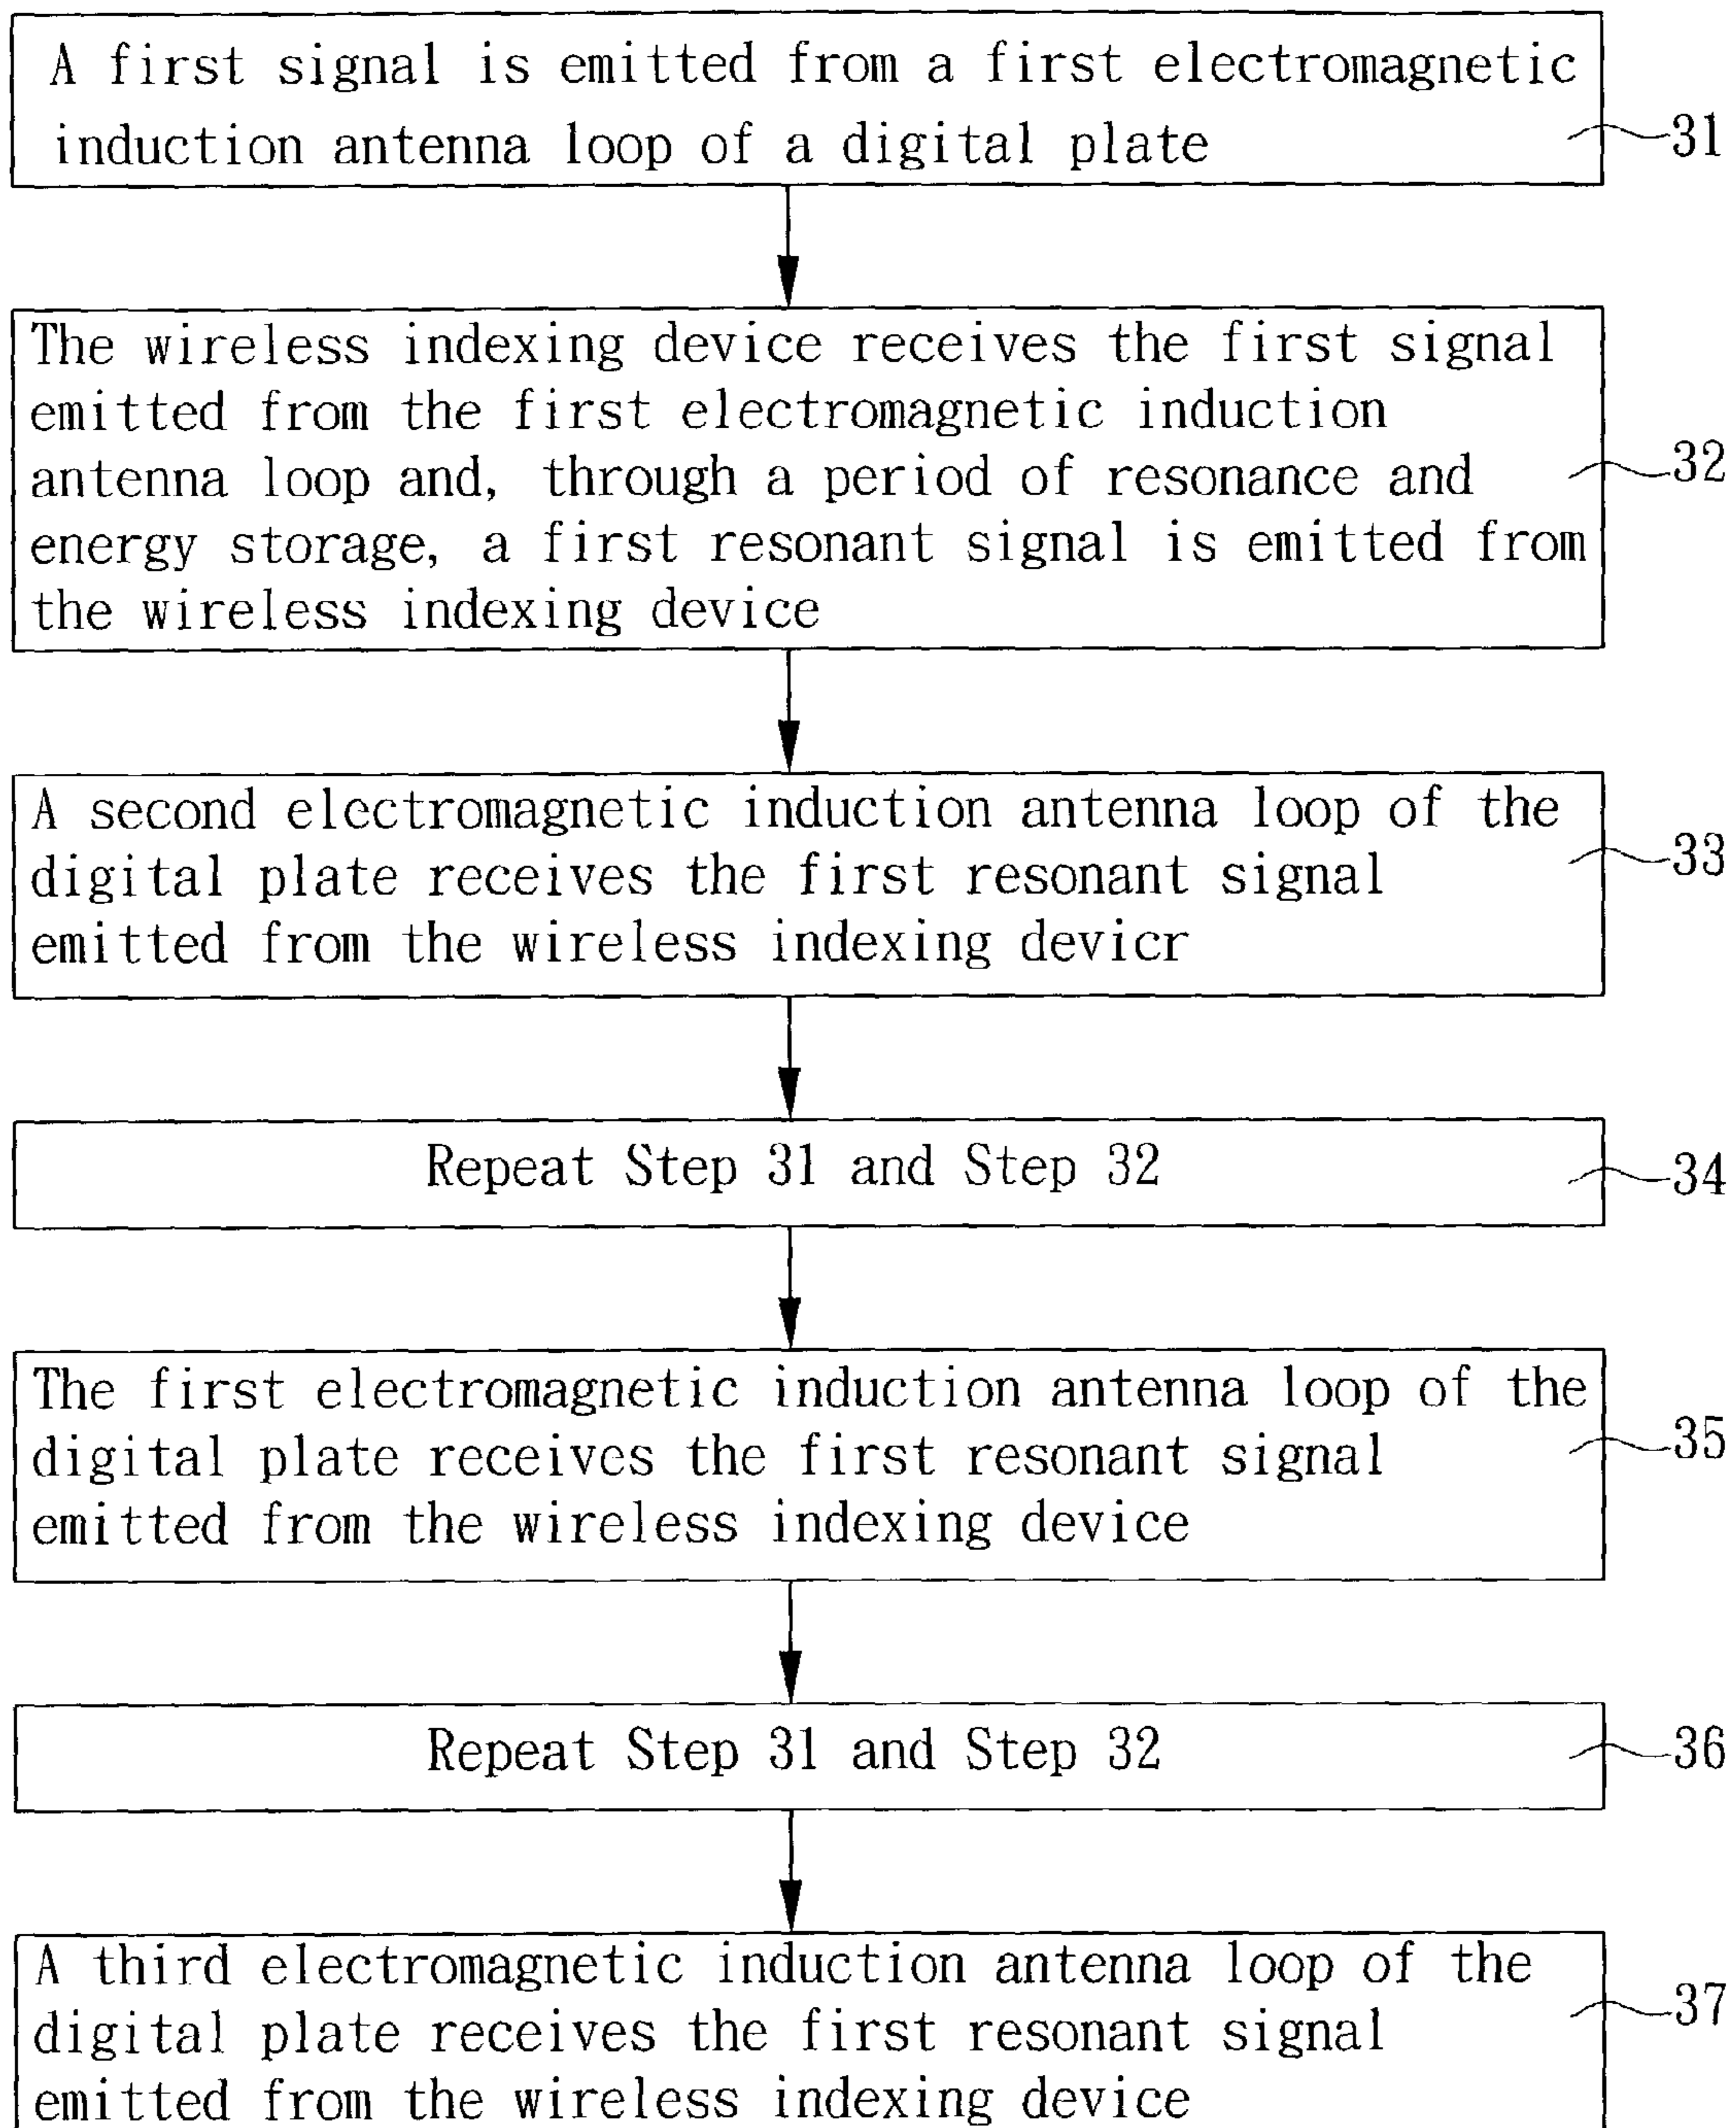 A first signal is emitted from a first electromagnetic
induction antenna loop of a digital plate
31
The wireless indexing device receives the first signal
emitted from the first electromagnetic induction
antenna loop and, through a period of resonance and
energy storage, a first resonant signal is emitted from
the wireless indexing device
32
A second electromagnetic induction antenna loop of the
digital plate receives the first resonant signal
emitted from the wireless indexing devicr
33
Repeat Step 31 and Step 32
34
The first electromagnetic induction antenna loop of the
digital plate receives the first resonant signal
emitted from the wireless indexing device
35
Repeat Step 31 and Step 32
36
A third electromagnetic induction antenna loop of the
digital plate receives the first resonant signal
emitted from the wireless indexing device
37